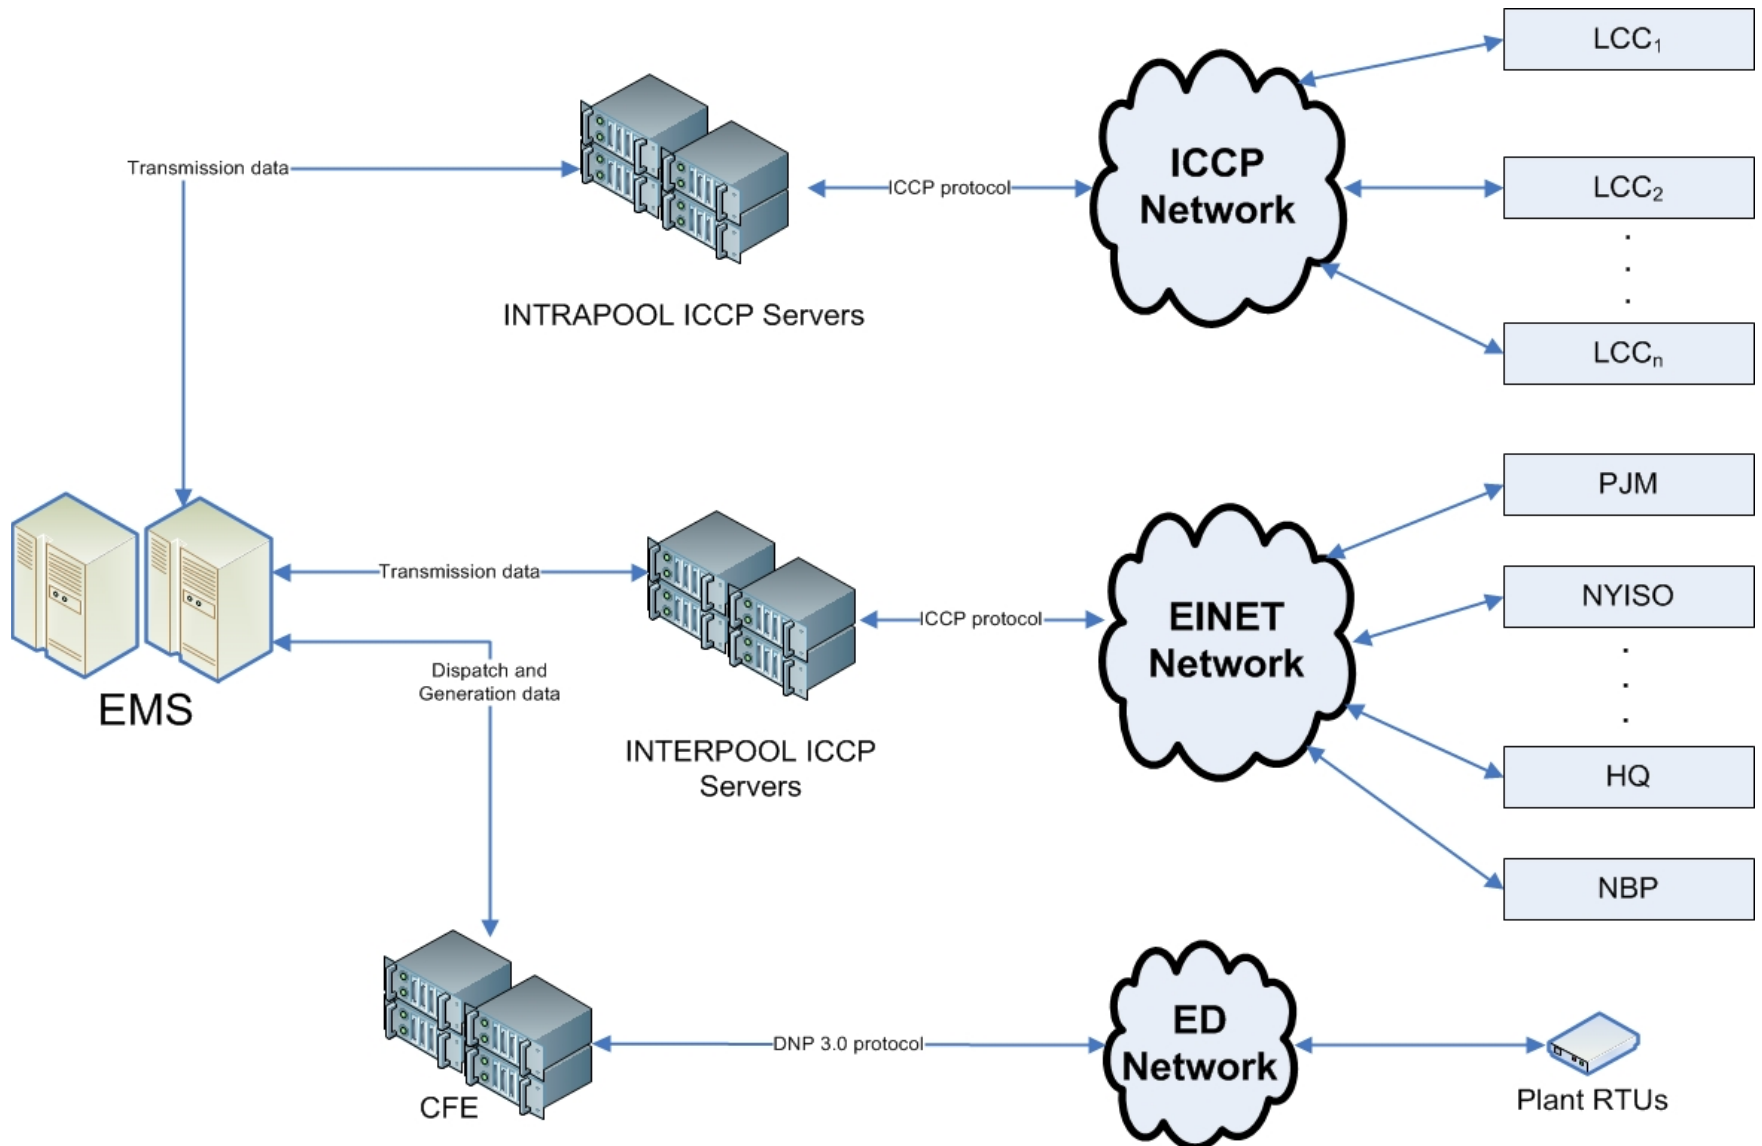 LCC1
Transmission data
ICCP protocol
ICCP
Network
LCC2
.
.
.
INTRAPOOL ICCP Servers
LCCn
PJM
Transmission data
NYISO
ICCP protocol
EINET
Network
.
.
.
Dispatch and
Generation data
EMS
INTERPOOL ICCP
Servers
HQ
NBP
DNP 3.0 protocol
ED
Network
CFE
Plant RTUs